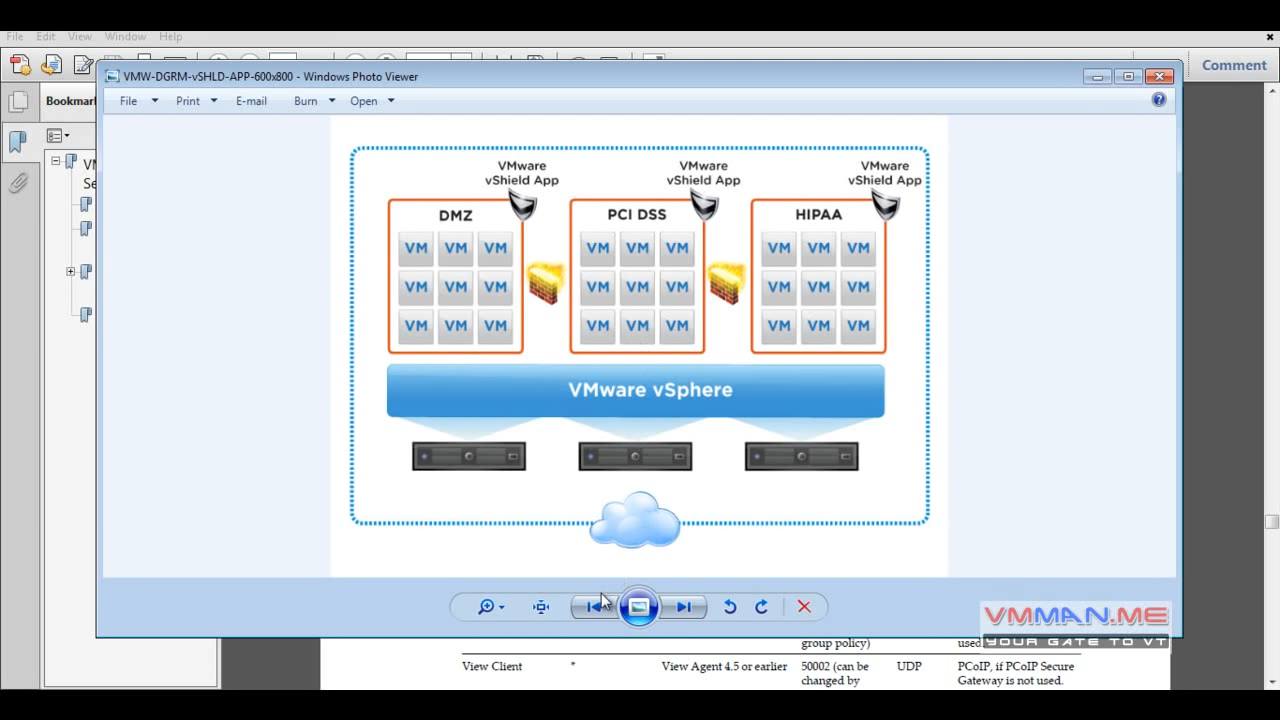 File Edit View Window Help
Comment
VMW-DGRM-vSHLD-APP-600x800 - Windows Photo Viewer
File Print E-mail Burn Open
VMware
vShield App
VMware
vShield App
VMware
vShield App
DMZ
PCI DSS
HIPAA
VM VM VM VM VM VM VM VM VM
VM VM VM VM VM VM VM VM VM
VM VM VM VM VM VM VM VM VM
VMware vSphere
VMMAN.ME
YOUR GATE TO VT
group policy)
View Client * View Agent 4.5 or earlier 50002 (can be UDP PCoIP, if PCoIP Secure
changed by Gateway is not used.